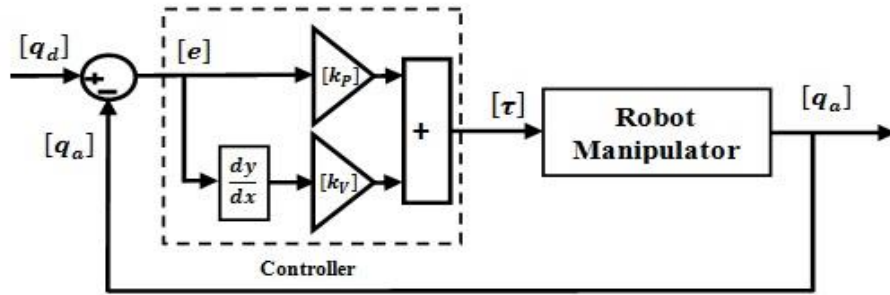 [q_d]
[e]
[k_P]
+
−
[τ]
Robot
Manipulator
[q_a]
[q_a]
+
dy
dx
[k_V]
Controller